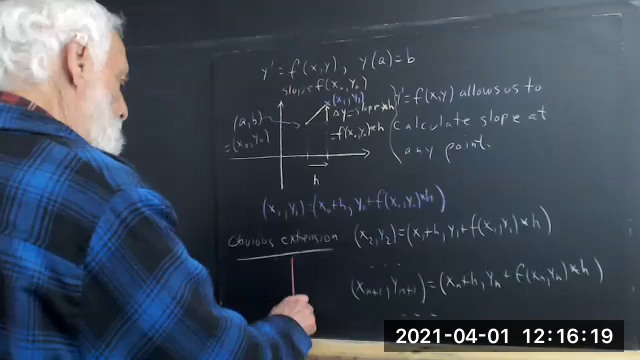 y' = f(x,y), y(a) = b
slope f(x₀,y₀)
(x₁,y₁)
(a,b)
= (x₀,y₀)
Δy = slope*h
= f(x₀,y₀)*h
y' = f(x,y) allows us to
calculate slope at
any point.
h
(x₁,y₁) = (x₀+h, y₀+f(x₀,y₀)*h)
Obvious extension (x₂,y₂) = (x₁+h, y₁+f(x₁,y₁)*h)
...
(xₙ₊₁,yₙ₊₁) = (xₙ+h, yₙ+f(xₙ,yₙ)*h)
...
2021-04-01 12:16:19